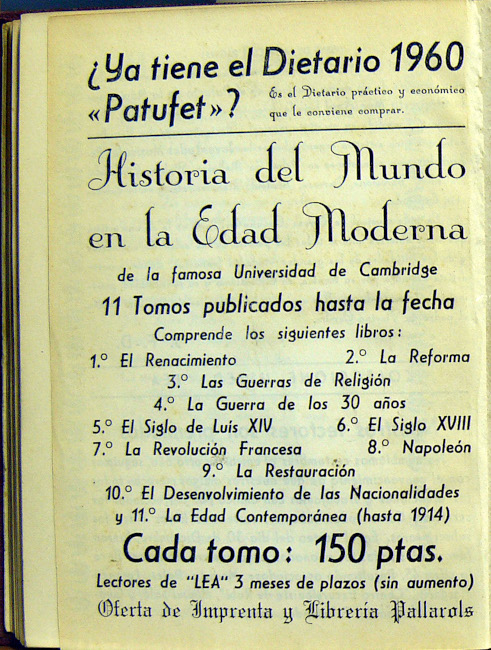 ¿Ya tiene el Dietario 1960
«Patufet»? Es el Dietario práctico y económico
que le conviene comprar.
Historia del Mundo
en la Edad Moderna
de la famosa Universidad de Cambridge
11 Tomos publicados hasta la fecha
Comprende los siguientes libros:
1.° El Renacimiento 2.° La Reforma
3.° Las Guerras de Religión
4.° La Guerra de los 30 años
5.° El Siglo de Luis XIV 6.° El Siglo XVIII
7.° La Revolución Francesa 8.° Napoleón
9.° La Restauración
10.° El Desenvolvimiento de las Nacionalidades
y 11.° La Edad Contemporánea (hasta 1914)
Cada tomo: 150 ptas.
Lectores de "LEA" 3 meses de plazos (sin aumento)
Oferta de Imprenta y Librería Pallarols